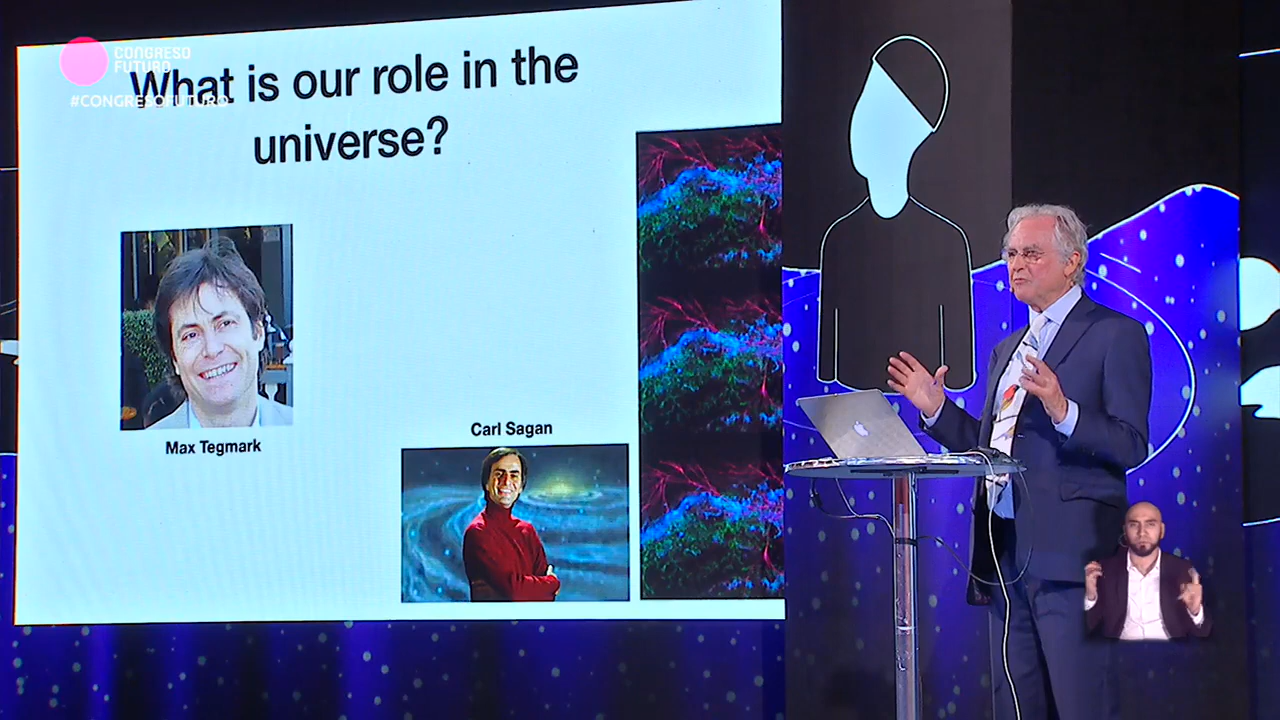 CONGRESO
FUTURO
#CONGRESOFUTURO
What is our role in the
universe?
Max Tegmark
Carl Sagan